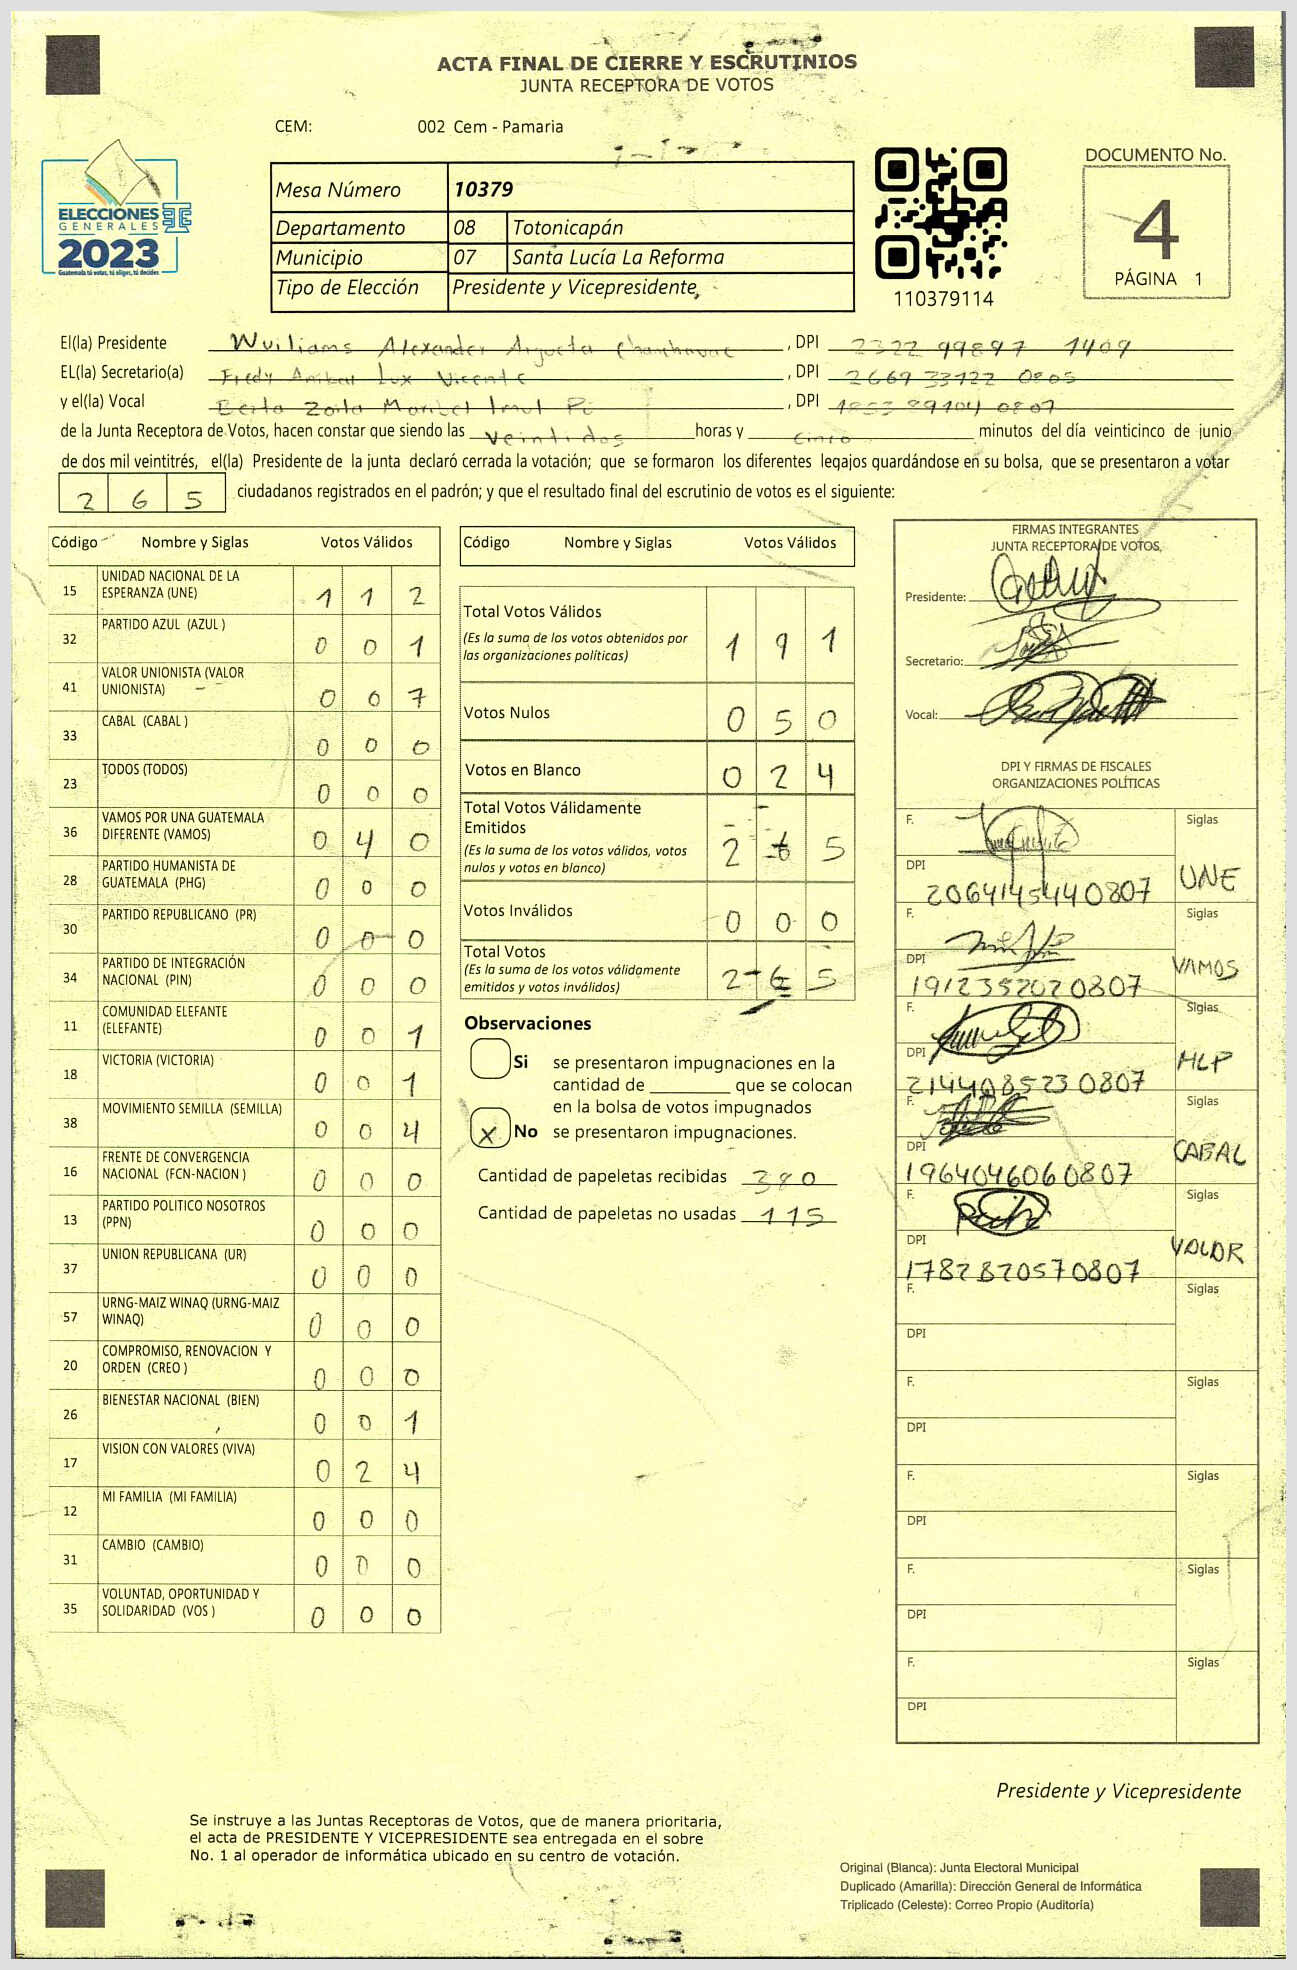 ACTA FINAL DE CIERRE Y ESCRUTINIOS
JUNTA RECEPTORA DE VOTOS
CEM: 002 Cem - Pamaria
ELECCIONES
GENERALES
2023
Guatemala tú votas, tú eliges, tú decides
Mesa Número 10379
Departamento 08 Totonicapán
Municipio 07 Santa Lucía La Reforma
Tipo de Elección Presidente y Vicepresidente
110379114
DOCUMENTO No.
4
PÁGINA 1
El(la) Presidente Wuiliams Alexander Argueta , DPI 2322 99897 1409
EL(la) Secretario(a) Fredy Anibal Lux Vicente , DPI 2669 33122 0805
y el(la) Vocal Berta Zoila Maribel Imul Pú , DPI 1853 89104 0807
de la Junta Receptora de Votos, hacen constar que siendo las veintidos horas y cinco minutos del día veinticinco de junio
de dos mil veintitrés, el(la) Presidente de la junta declaró cerrada la votación; que se formaron los diferentes legajos guardándose en su bolsa, que se presentaron a votar
2 6 5 ciudadanos registrados en el padrón; y que el resultado final del escrutinio de votos es el siguiente:
Código Nombre y Siglas Votos Válidos
15 UNIDAD NACIONAL DE LA
ESPERANZA (UNE) 1 1 2
32 PARTIDO AZUL (AZUL ) 0 0 1
41 VALOR UNIONISTA (VALOR
UNIONISTA) 0 0 7
33 CABAL (CABAL ) 0 0 0
23 TODOS (TODOS) 0 0 0
36 VAMOS POR UNA GUATEMALA
DIFERENTE (VAMOS) 0 4 0
28 PARTIDO HUMANISTA DE
GUATEMALA (PHG) 0 0 0
30 PARTIDO REPUBLICANO (PR) 0 0 0
34 PARTIDO DE INTEGRACIÓN
NACIONAL (PIN) 0 0 0
11 COMUNIDAD ELEFANTE
(ELEFANTE) 0 0 1
18 VICTORIA (VICTORIA) 0 0 1
38 MOVIMIENTO SEMILLA (SEMILLA) 0 0 4
16 FRENTE DE CONVERGENCIA
NACIONAL (FCN-NACION ) 0 0 0
13 PARTIDO POLITICO NOSOTROS
(PPN) 0 0 0
37 UNION REPUBLICANA (UR) 0 0 0
57 URNG-MAIZ WINAQ (URNG-MAIZ
WINAQ) 0 0 0
20 COMPROMISO, RENOVACION Y
ORDEN (CREO ) 0 0 0
26 BIENESTAR NACIONAL (BIEN) 0 0 1
17 VISION CON VALORES (VIVA) 0 2 4
12 MI FAMILIA (MI FAMILIA) 0 0 0
31 CAMBIO (CAMBIO) 0 0 0
35 VOLUNTAD, OPORTUNIDAD Y
SOLIDARIDAD (VOS ) 0 0 0
Código Nombre y Siglas Votos Válidos
Total Votos Válidos
(Es la suma de los votos obtenidos por
las organizaciones políticas) 1 9 1
Votos Nulos 0 5 0
Votos en Blanco 0 2 4
Total Votos Válidamente
Emitidos
(Es la suma de los votos válidos, votos
nulos y votos en blanco) 2 6 5
Votos Inválidos 0 0 0
Total Votos
(Es la suma de los votos válidamente
emitidos y votos inválidos) 2 6 5
Observaciones
Si se presentaron impugnaciones en la
cantidad de ________ que se colocan
en la bolsa de votos impugnados
X No se presentaron impugnaciones.
Cantidad de papeletas recibidas 380
Cantidad de papeletas no usadas 115
FIRMAS INTEGRANTES
JUNTA RECEPTORA DE VOTOS,
Presidente:
Secretario:
Vocal:
DPI Y FIRMAS DE FISCALES
ORGANIZACIONES POLÍTICAS
F. Siglas
DPI 2064145440807 UNE
F. Siglas
DPI 1912352020807 VAMOS
F. Siglas
DPI 2144085230807 MLP
F. Siglas
DPI 1964046060807 CABAL
F. Siglas
DPI 1782820570807 VALOR
F. Siglas
DPI
F. Siglas
DPI
F. Siglas
DPI
F. Siglas
DPI
F. Siglas
DPI
Presidente y Vicepresidente
Se instruye a las Juntas Receptoras de Votos, que de manera prioritaria,
el acta de PRESIDENTE Y VICEPRESIDENTE sea entregada en el sobre
No. 1 al operador de informática ubicado en su centro de votación.
Original (Blanca): Junta Electoral Municipal
Duplicado (Amarilla): Dirección General de Informática
Triplicado (Celeste): Correo Propio (Auditoría)